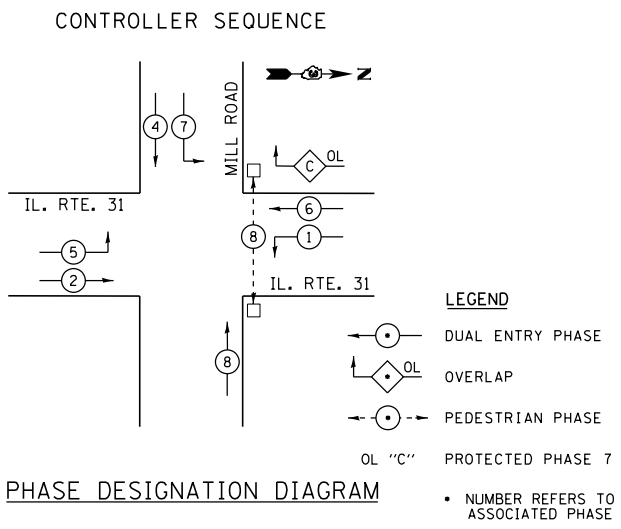 CONTROLLER SEQUENCE
N
4 7
MILL ROAD
C OL
IL. RTE. 31
6
8
1
5
2
IL. RTE. 31
8
LEGEND
DUAL ENTRY PHASE
OL
OVERLAP
PEDESTRIAN PHASE
OL "C" PROTECTED PHASE 7
PHASE DESIGNATION DIAGRAM
* NUMBER REFERS TO
ASSOCIATED PHASE